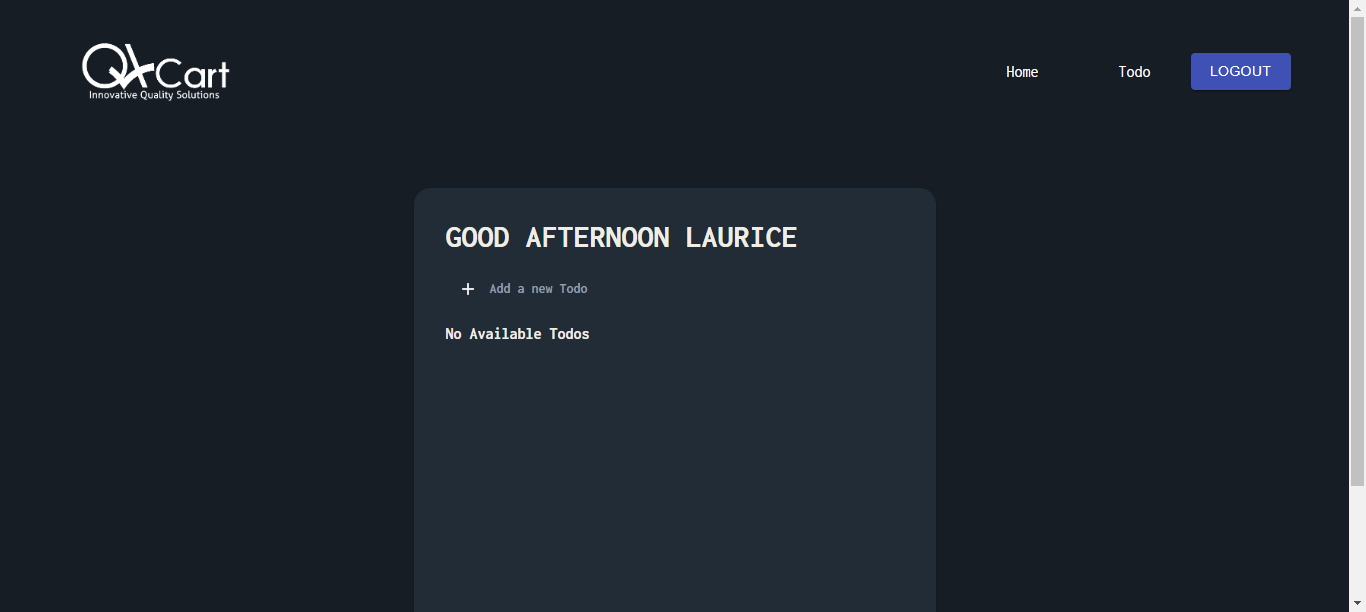 QACart
Innovative Quality Solutions
Home
Todo
LOGOUT
GOOD AFTERNOON LAURICE
Add a new Todo
No Available Todos